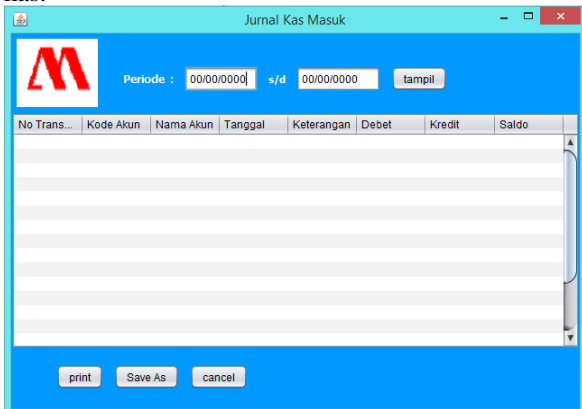 Jurnal Kas Masuk
Periode : 00/00/0000 s/d 00/00/0000 tampil
No Trans... Kode Akun Nama Akun Tanggal Keterangan Debet Kredit Saldo
print Save As cancel